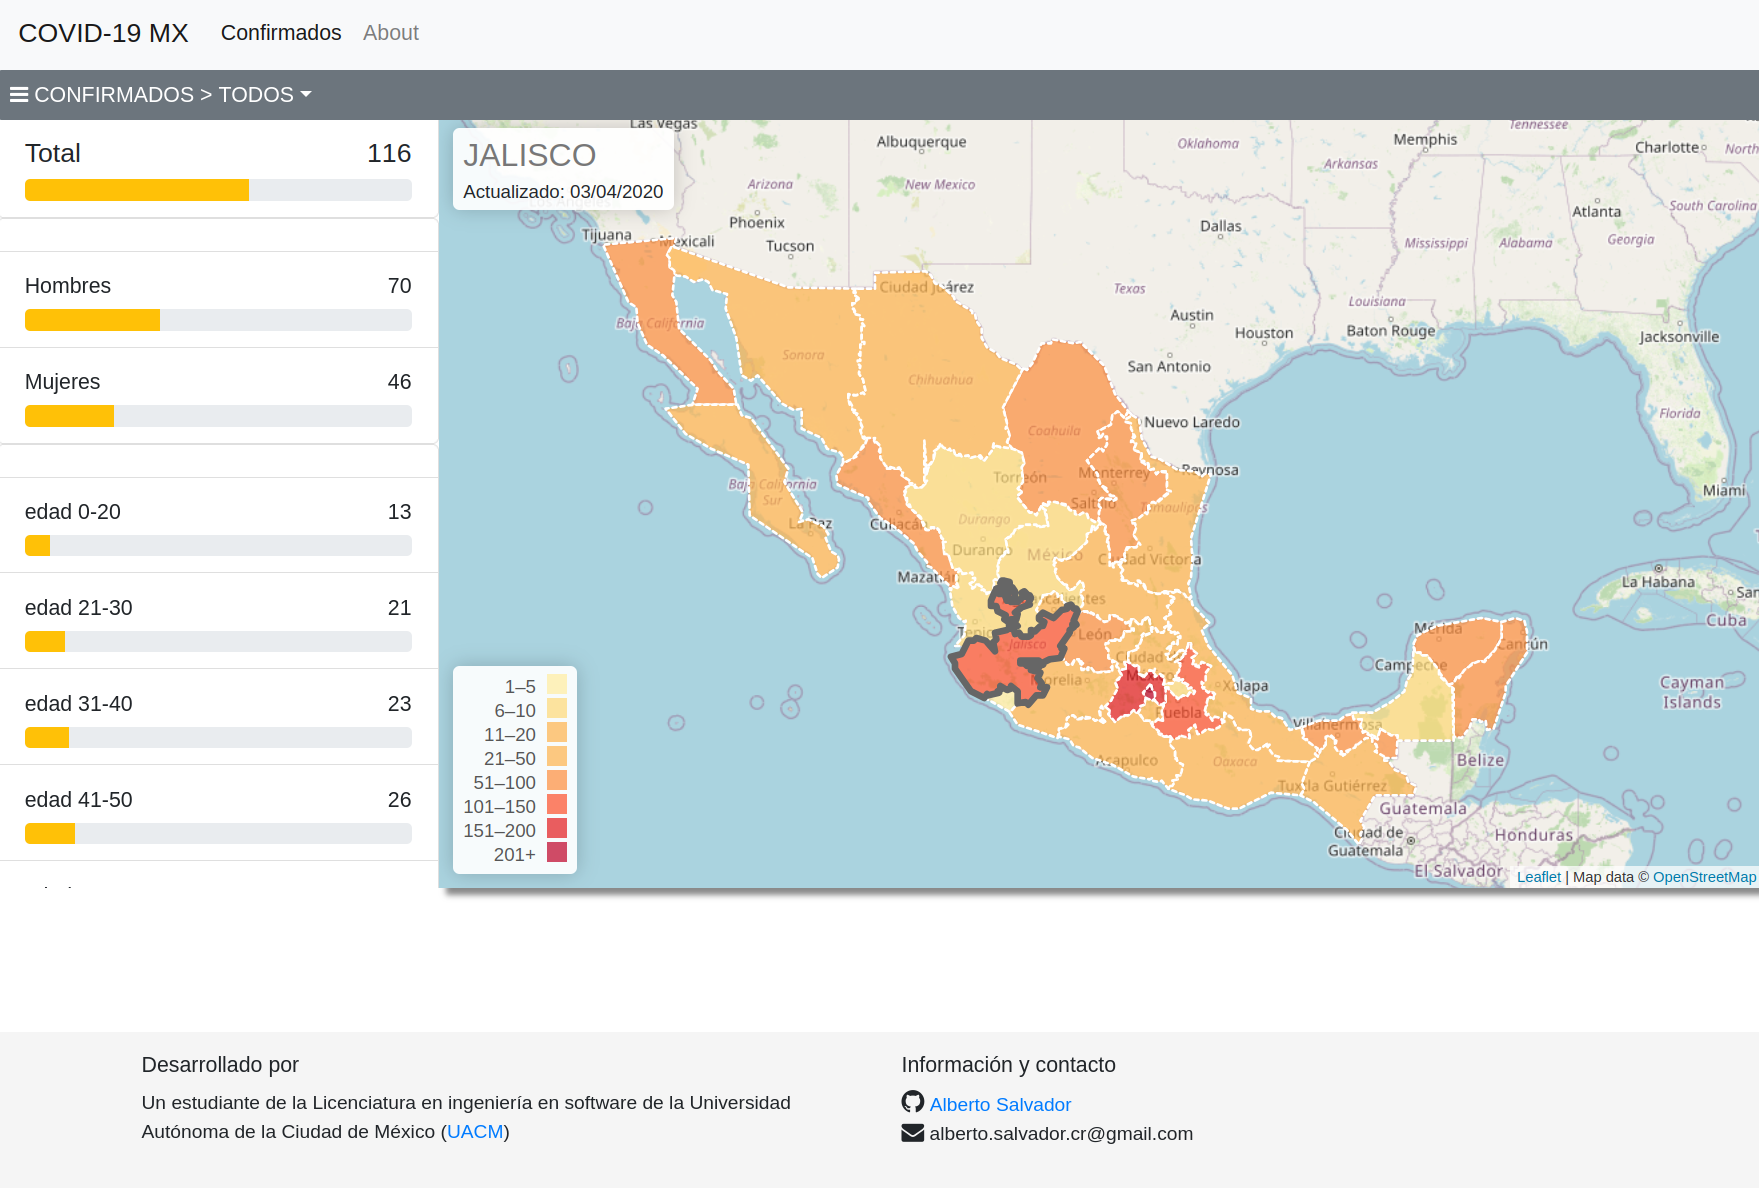 COVID-19 MX Confirmados About
CONFIRMADOS > TODOS
Total 116
Hombres 70
Mujeres 46
edad 0-20 13
edad 21-30 21
edad 31-40 23
edad 41-50 26
JALISCO
Actualizado: 03/04/2020
Las Vegas
Albuquerque
Oklahoma
Memphis
Tennessee
Charlotte
North
Arizona
New Mexico
Arkansas
Los Angeles
Phoenix
Atlanta
South Carolina
Tijuana
Mexicali
Tucson
Dallas
Mississippi
Alabama
Georgia
Ciudad Juárez
Texas
Louisiana
Baja California
Austin
Houston
Baton Rouge
Jacksonville
Sonora
Chihuahua
San Antonio
Coahuila
Nuevo Laredo
Florida
Baja California
Sur
Torreón
Monterrey
Reynosa
Miami
La Paz
Culiacán
Durango
Saltillo
Tamaulipas
Durango
México
Ciudad Victoria
Mazatlán
La Habana
San
Cuba
Tepic
Jalisco
León
Mérida
Cancún
Ciudad
México
Campeche
Morelia
Xalapa
Cayman
Islands
Puebla
Villahermosa
Acapulco
Oaxaca
Tuxtla Gutiérrez
Belize
Guatemala
Honduras
Ciudad de
Guatemala
El Salvador
1–5
6–10
11–20
21–50
51–100
101–150
151–200
201+
Leaflet | Map data © OpenStreetMap
Desarrollado por
Un estudiante de la Licenciatura en ingeniería en software de la Universidad
Autónoma de la Ciudad de México (UACM)
Información y contacto
Alberto Salvador
alberto.salvador.cr@gmail.com